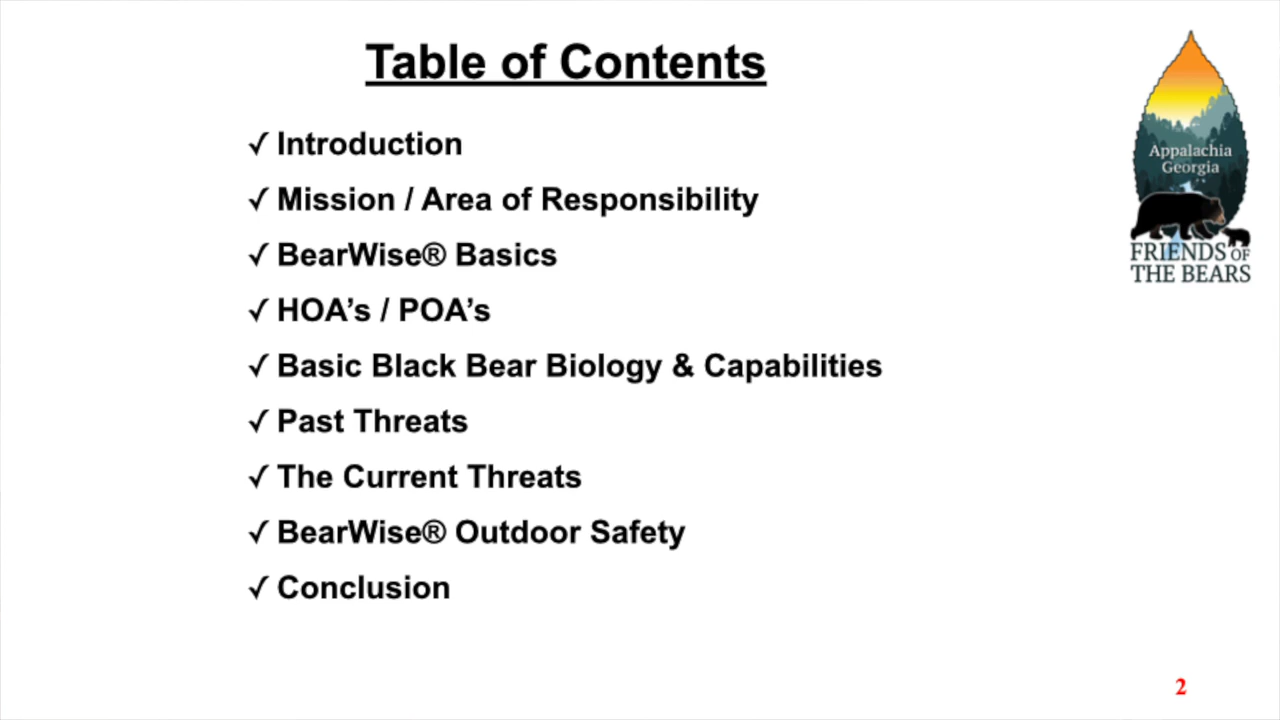 Table of Contents
✓ Introduction
✓ Mission / Area of Responsibility
✓ BearWise® Basics
✓ HOA’s / POA’s
✓ Basic Black Bear Biology & Capabilities
✓ Past Threats
✓ The Current Threats
✓ BearWise® Outdoor Safety
✓ Conclusion
Appalachia
Georgia
FRIENDS OF
THE BEARS
2